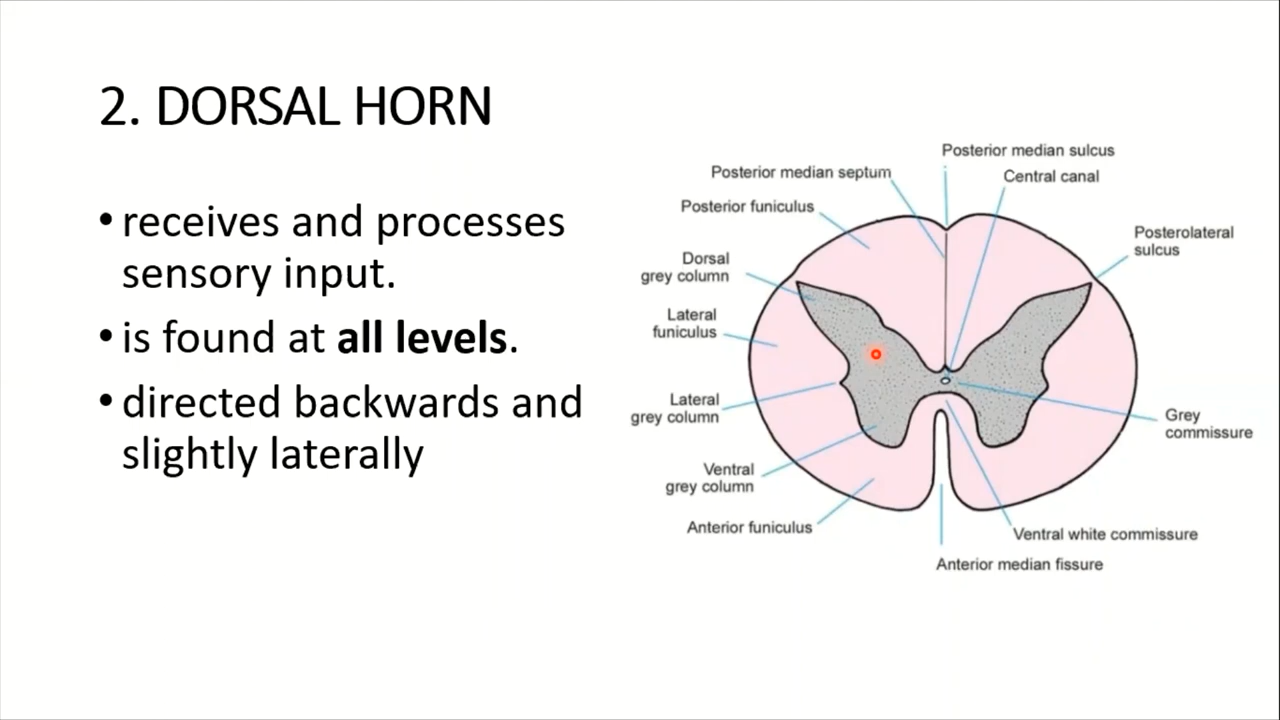 2. DORSAL HORN
• receives and processes
sensory input.
• is found at all levels.
• directed backwards and
slightly laterally
Posterior median sulcus
Posterior median septum
Central canal
Posterior funiculus
Posterolateral
sulcus
Dorsal
grey column
Lateral
funiculus
Lateral
grey column
Grey
commissure
Ventral
grey column
Anterior funiculus
Ventral white commissure
Anterior median fissure